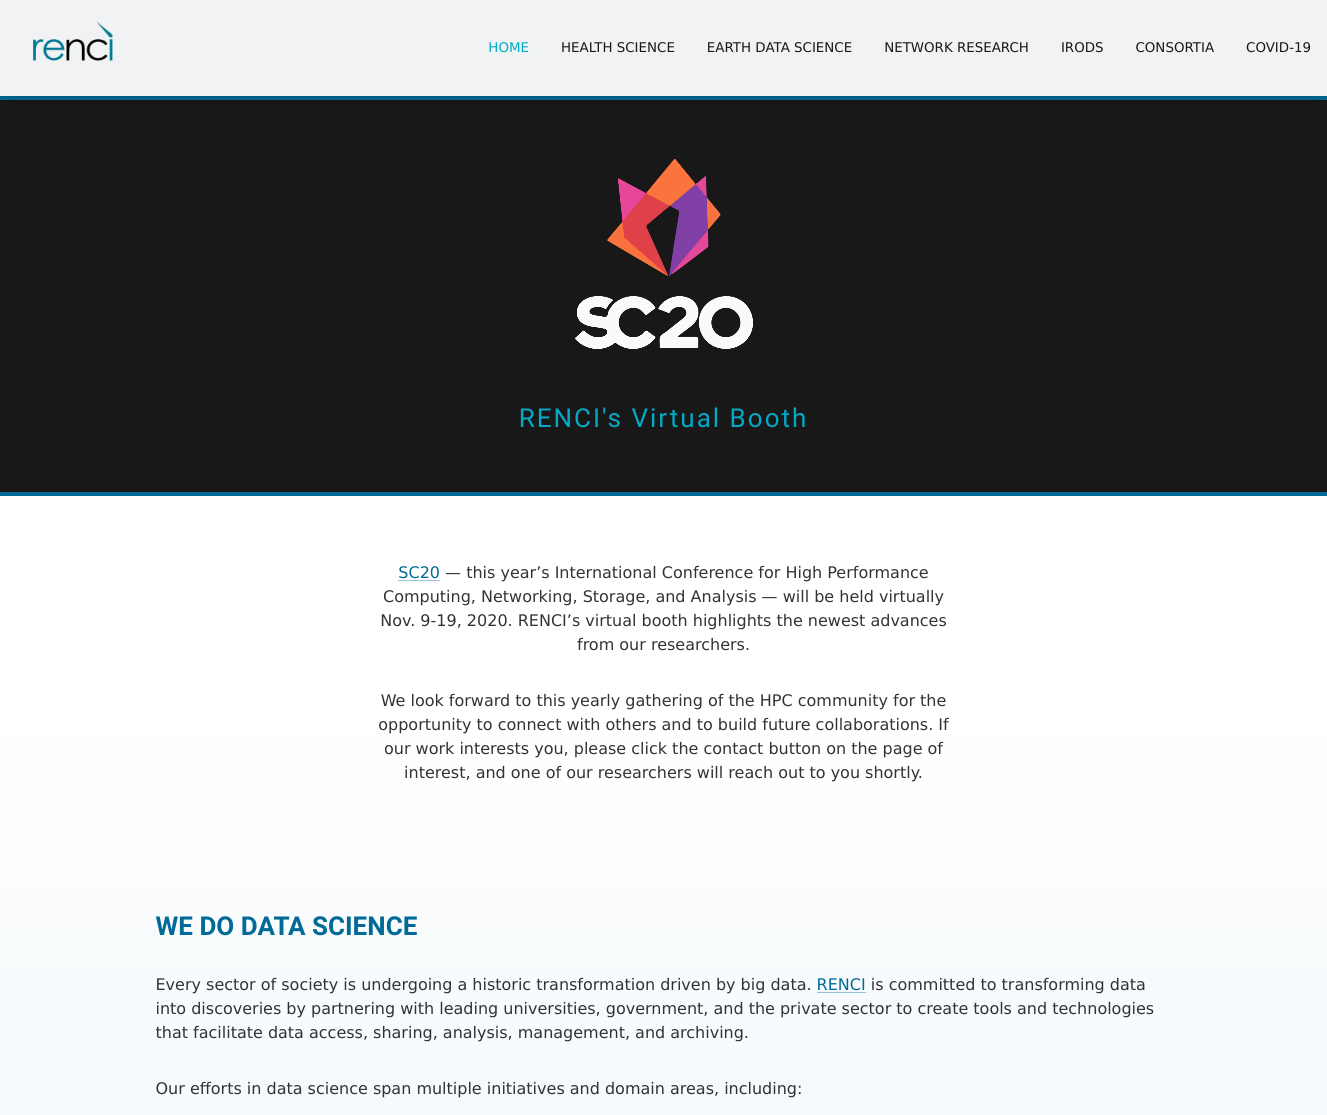 renci
HOME HEALTH SCIENCE EARTH DATA SCIENCE NETWORK RESEARCH IRODS CONSORTIA COVID-19
SC20
RENCI's Virtual Booth
SC20 — this year’s International Conference for High Performance
Computing, Networking, Storage, and Analysis — will be held virtually
Nov. 9-19, 2020. RENCI’s virtual booth highlights the newest advances
from our researchers.
We look forward to this yearly gathering of the HPC community for the
opportunity to connect with others and to build future collaborations. If
our work interests you, please click the contact button on the page of
interest, and one of our researchers will reach out to you shortly.
WE DO DATA SCIENCE
Every sector of society is undergoing a historic transformation driven by big data. RENCI is committed to transforming data
into discoveries by partnering with leading universities, government, and the private sector to create tools and technologies
that facilitate data access, sharing, analysis, management, and archiving.
Our efforts in data science span multiple initiatives and domain areas, including: